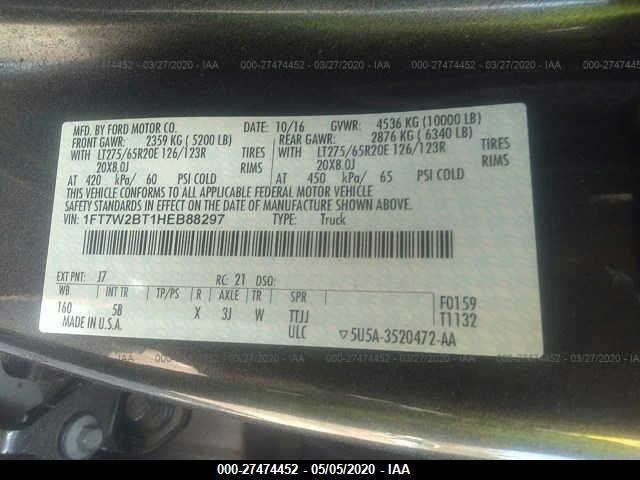 000-27474452 - 03/27/2020 - IAA
000-27474452 - 03/27/2020 - IAA
MFD. BY FORD MOTOR CO. DATE: 10/16 GVWR: 4536 KG (10000 LB)
FRONT GAWR: 2359 KG (5200 LB) REAR GAWR: 2876 KG (6340 LB)
WITH LT275/65R20E 126/123R TIRES WITH LT275/65R20E 126/123R TIRES
20X8.0J RIMS 20X8.0J RIMS
AT 420 kPa/ 60 PSI COLD AT 450 kPa/ 65 PSI COLD
THIS VEHICLE CONFORMS TO ALL APPLICABLE FEDERAL MOTOR VEHICLE
SAFETY STANDARDS IN EFFECT ON THE DATE OF MANUFACTURE SHOWN ABOVE.
VIN: 1FT7W2BT1HEB88297 TYPE: Truck
EXT PNT: J7 RC: 21 DSO:
WB INT TR TP/PS R AXLE TR SPR F0159
160 5B X 3J W TTJJ T1132
MADE IN U.S.A. ULC ▽5U5A-3520472-AA
000-27474452 - 05/05/2020 - IAA